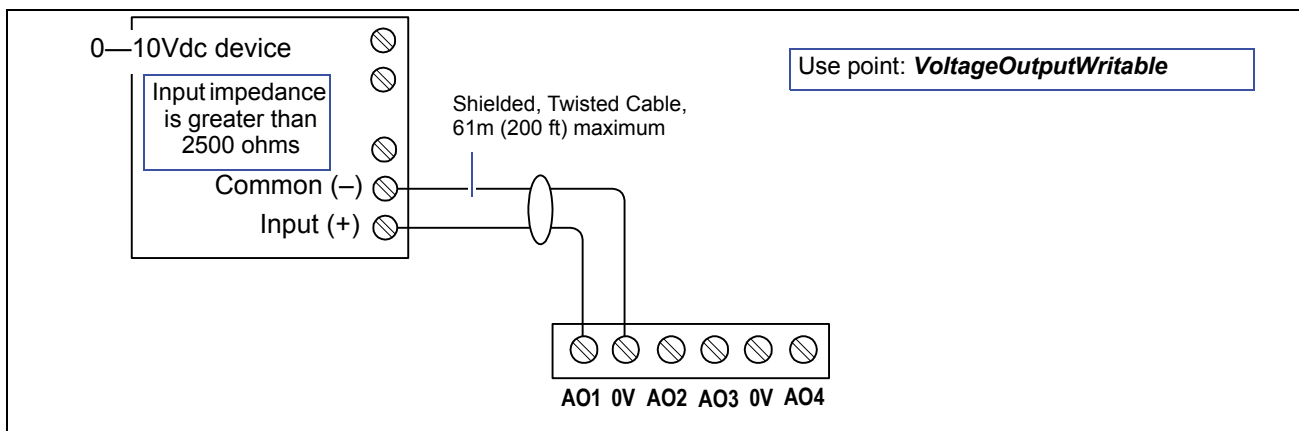 0—10Vdc device
Input impedance
is greater than
2500 ohms
Common (–)
Input (+)
Shielded, Twisted Cable,
61m (200 ft) maximum
Use point: VoltageOutputWritable
AO1 0V AO2 AO3 0V AO4